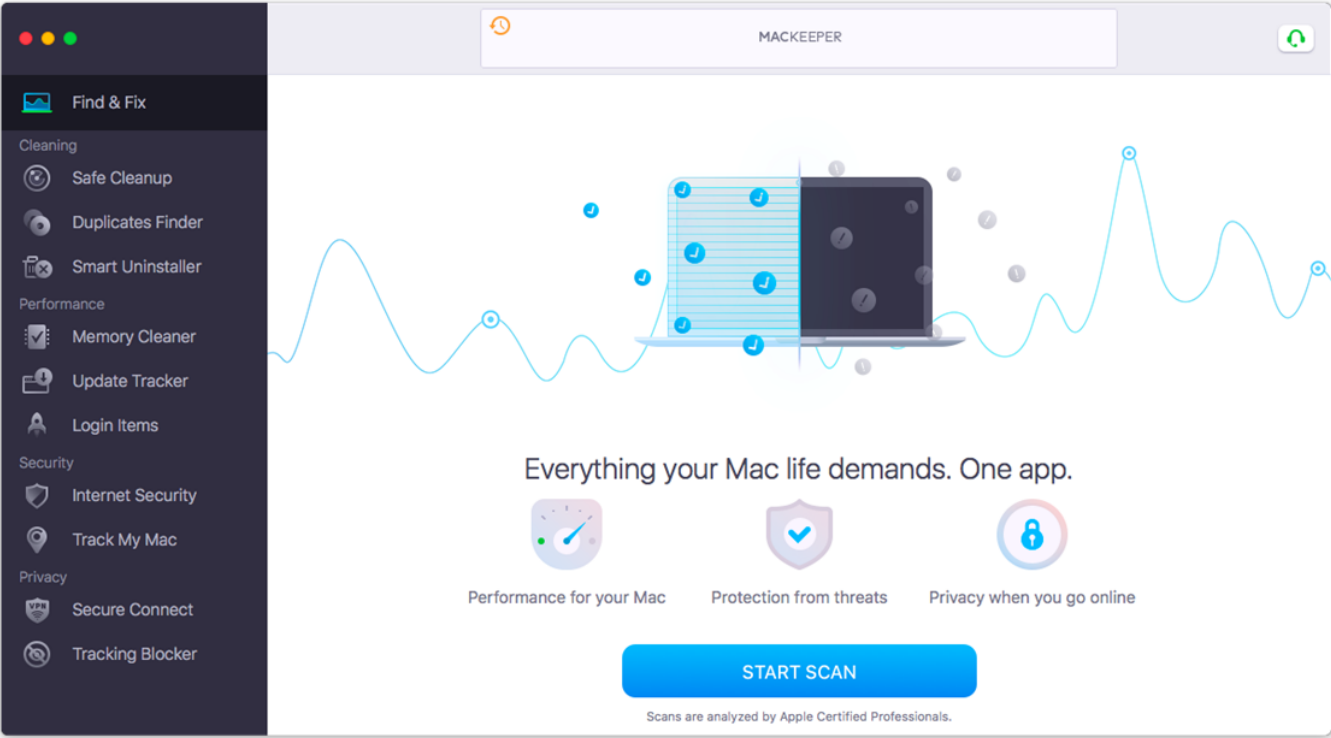 MACKEEPER
Find & Fix
Cleaning
Safe Cleanup
Duplicates Finder
Smart Uninstaller
Performance
Memory Cleaner
Update Tracker
Login Items
Security
Internet Security
Track My Mac
Privacy
VPN
Secure Connect
Tracking Blocker
Everything your Mac life demands. One app.
Performance for your Mac
Protection from threats
Privacy when you go online
START SCAN
Scans are analyzed by Apple Certified Professionals.